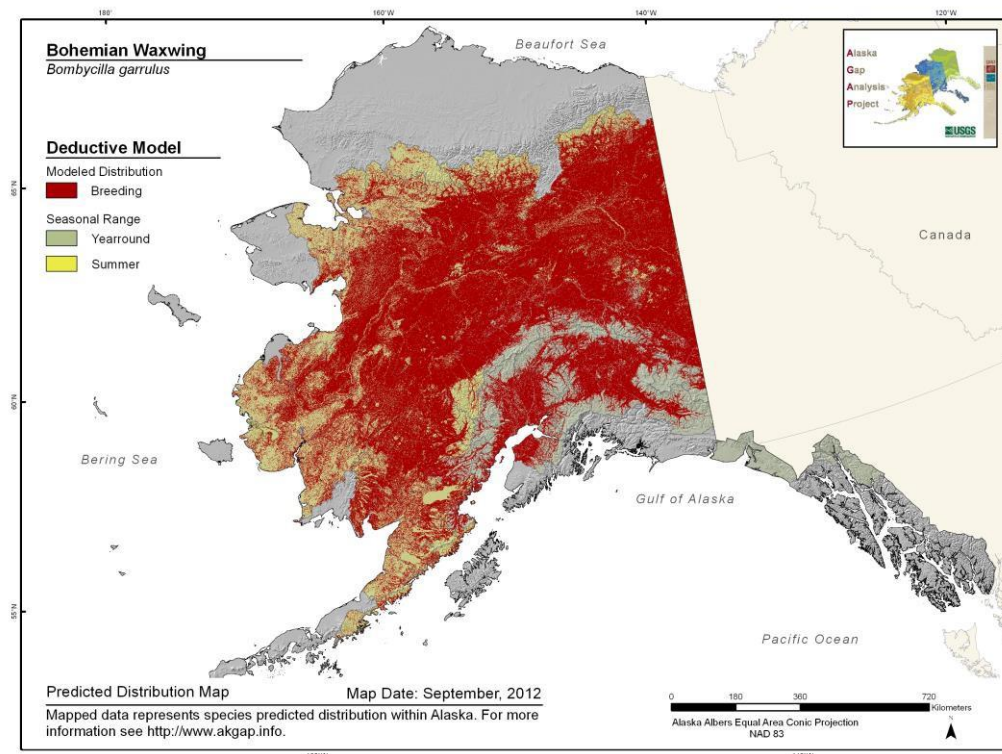 180°
160°W
140°W
120°W
Bohemian Waxwing
Bombycilla garrulus
Beaufort Sea
Alaska
Gap
Analysis
Project
USGS
Deductive Model
Modeled Distribution
Breeding
Seasonal Range
Yearround
Summer
65°N
Canada
60°N
Bering Sea
Gulf of Alaska
55°N
Pacific Ocean
Predicted Distribution Map
Map Date: September, 2012
Mapped data represents species predicted distribution within Alaska. For more
information see http://www.akgap.info.
0 180 360 720
Kilometers
Alaska Albers Equal Area Conic Projection
NAD 83
N